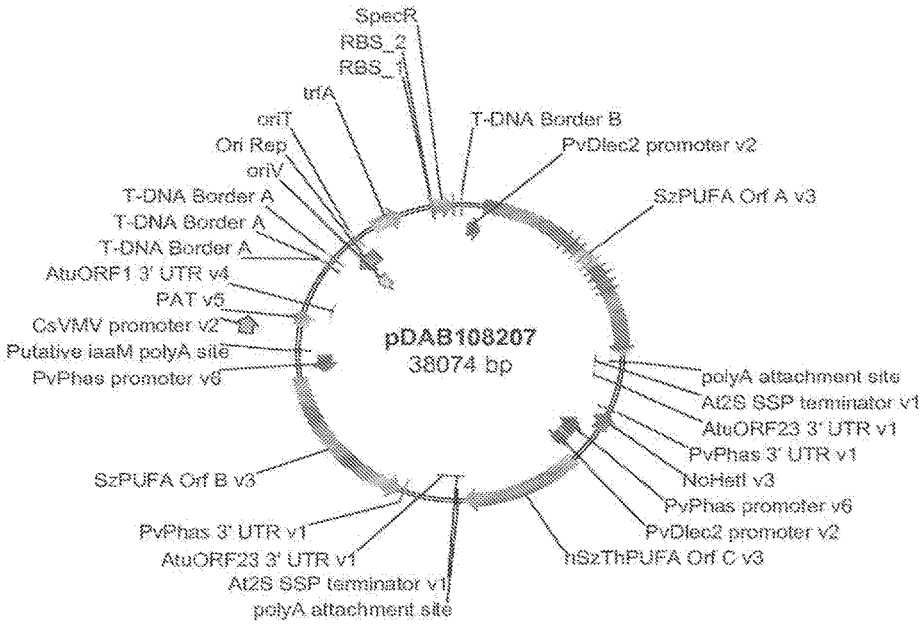 SpecR
RBS_2
RBS_1
trfA
oriT
Ori Rep
oriV
T-DNA Border A
T-DNA Border A
T-DNA Border A
AtuORF1 3' UTR v4
PAT v5
CsVMV promoter v2
Putative iaaM polyA site
PvPhas promoter v6
SzPUFA Orf B v3
PvPhas 3' UTR v1
AtuORF23 3' UTR v1
At2S SSP terminator v1
polyA attachment site
T-DNA Border B
PvDlec2 promoter v2
SzPUFA Orf A v3
pDAB108207
38074 bp
polyA attachment site
At2S SSP terminator v1
AtuORF23 3' UTR v1
PvPhas 3' UTR v1
NoHetI v3
PvPhas promoter v6
PvDlec2 promoter v2
hSzThPUFA Orf C v3